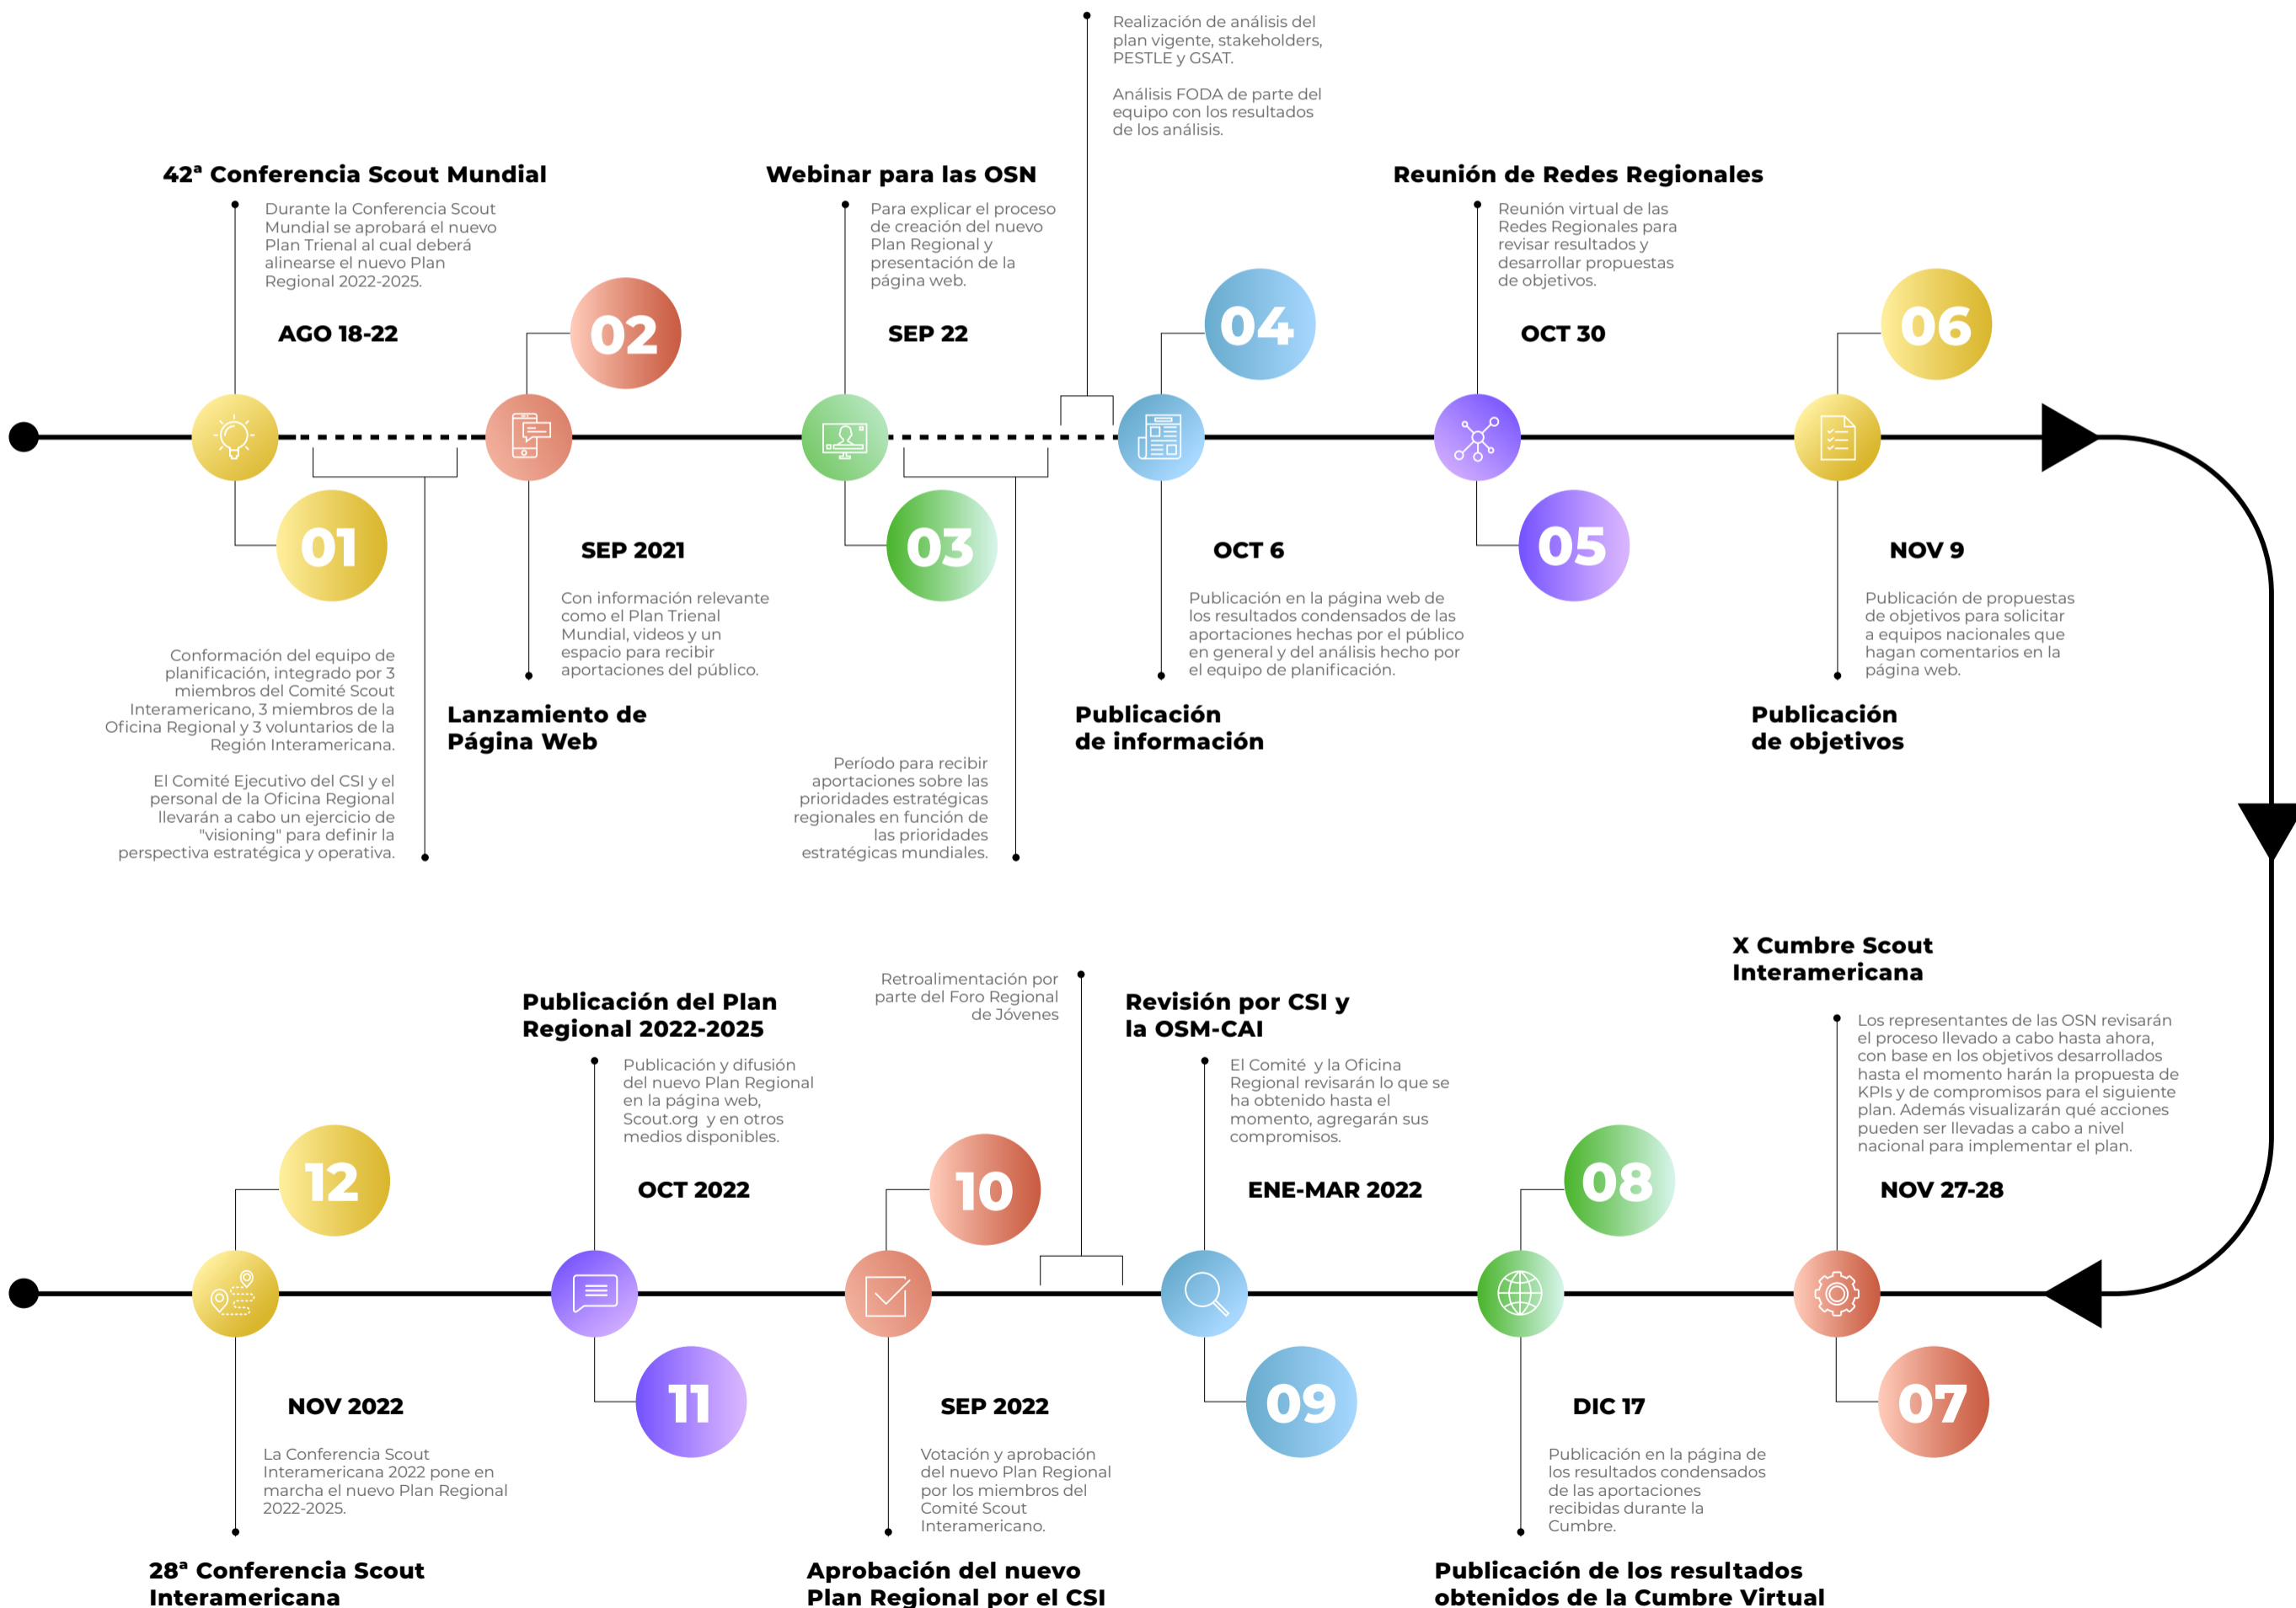 42ª Conferencia Scout Mundial
Durante la Conferencia Scout
Mundial se aprobará el nuevo
Plan Trienal al cual deberá
alinearse el nuevo Plan
Regional 2022-2025.
AGO 18-22
01
Conformación del equipo de
planificación, integrado por 3
miembros del Comité Scout
Interamericano, 3 miembros de la
Oficina Regional y 3 voluntarios de la
Región Interamericana.
El Comité Ejecutivo del CSI y el
personal de la Oficina Regional
llevarán a cabo un ejercicio de
"visioning" para definir la
perspectiva estratégica y operativa.
02
SEP 2021
Con información relevante
como el Plan Trienal
Mundial, videos y un
espacio para recibir
aportaciones del público.
Lanzamiento de
Página Web
Webinar para las OSN
Para explicar el proceso
de creación del nuevo
Plan Regional y
presentación de la
página web.
SEP 22
03
Período para recibir
aportaciones sobre las
prioridades estratégicas
regionales en función de
las prioridades
estratégicas mundiales.
Realización de análisis del
plan vigente, stakeholders,
PESTLE y GSAT.
Análisis FODA de parte del
equipo con los resultados
de los análisis.
04
OCT 6
Publicación en la página web de
los resultados condensados de las
aportaciones hechas por el público
en general y del análisis hecho por
el equipo de planificación.
Publicación
de información
Reunión de Redes Regionales
Reunión virtual de las
Redes Regionales para
revisar resultados y
desarrollar propuestas
de objetivos.
OCT 30
05
06
NOV 9
Publicación de propuestas
de objetivos para solicitar
a equipos nacionales que
hagan comentarios en la
página web.
Publicación
de objetivos
X Cumbre Scout
Interamericana
Los representantes de las OSN revisarán
el proceso llevado a cabo hasta ahora,
con base en los objetivos desarrollados
hasta el momento harán la propuesta de
KPIs y de compromisos para el siguiente
plan. Además visualizarán qué acciones
pueden ser llevadas a cabo a nivel
nacional para implementar el plan.
NOV 27-28
07
08
DIC 17
Publicación en la página de
los resultados condensados
de las aportaciones
recibidas durante la
Cumbre.
Publicación de los resultados
obtenidos de la Cumbre Virtual
Revisión por CSI y
la OSM-CAI
El Comité y la Oficina
Regional revisarán lo que se
ha obtenido hasta el
momento, agregarán sus
compromisos.
ENE-MAR 2022
09
Retroalimentación por
parte del Foro Regional
de Jóvenes
10
SEP 2022
Votación y aprobación
del nuevo Plan Regional
por los miembros del
Comité Scout
Interamericano.
Aprobación del nuevo
Plan Regional por el CSI
Publicación del Plan
Regional 2022-2025
Publicación y difusión
del nuevo Plan Regional
en la página web,
Scout.org y en otros
medios disponibles.
OCT 2022
11
12
NOV 2022
La Conferencia Scout
Interamericana 2022 pone en
marcha el nuevo Plan Regional
2022-2025.
28ª Conferencia Scout
Interamericana